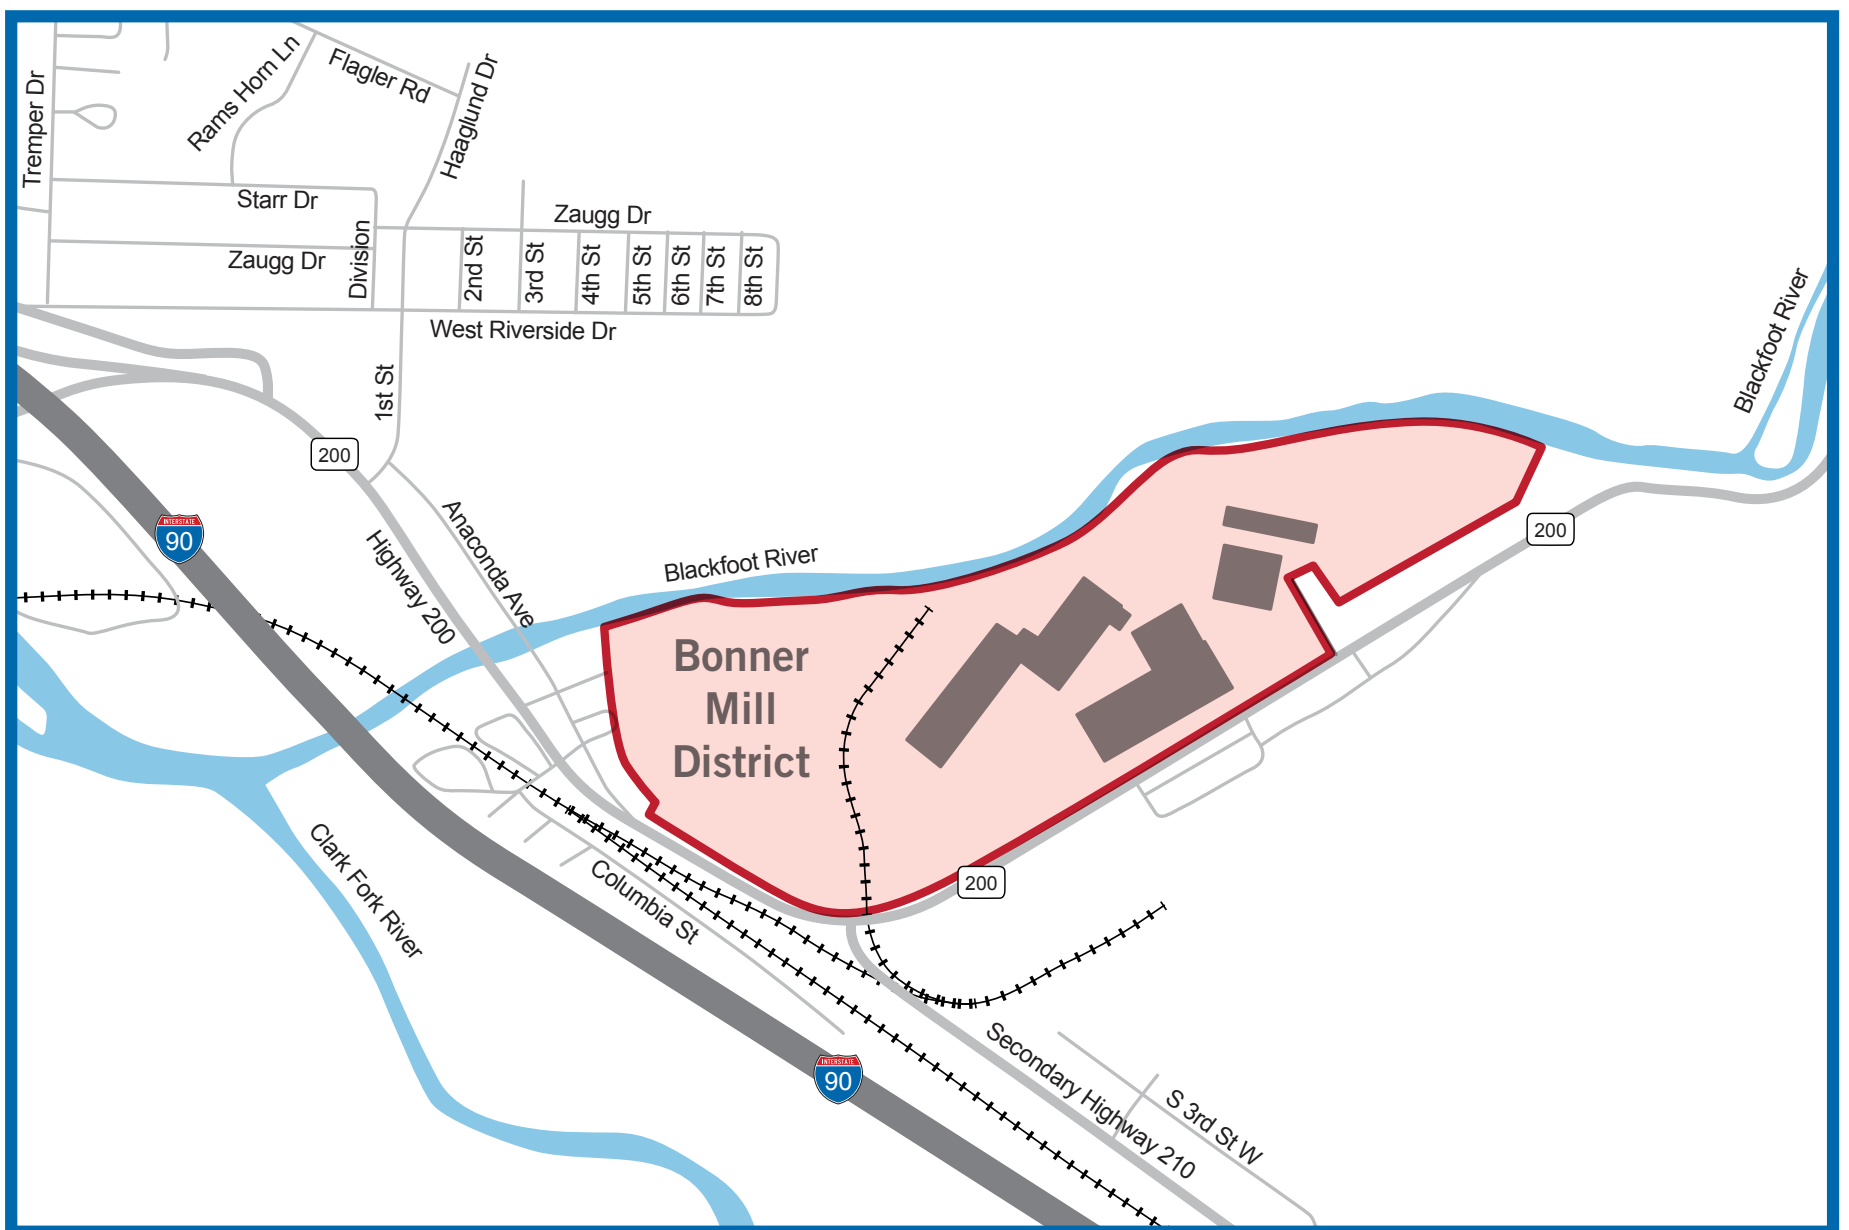 Tremper Dr
Rams Horn Ln
Flagler Rd
Haaglund Dr
Starr Dr
Zaugg Dr
Zaugg Dr
Division
2nd St
3rd St
4th St
5th St
6th St
7th St
8th St
West Riverside Dr
1st St
Blackfoot River
200
Anaconda Ave
Highway 200
INTERSTATE
90
200
Blackfoot River
Bonner
Mill
District
Clark Fork River
Columbia St
200
INTERSTATE
90
Secondary Highway 210
S 3rd St W